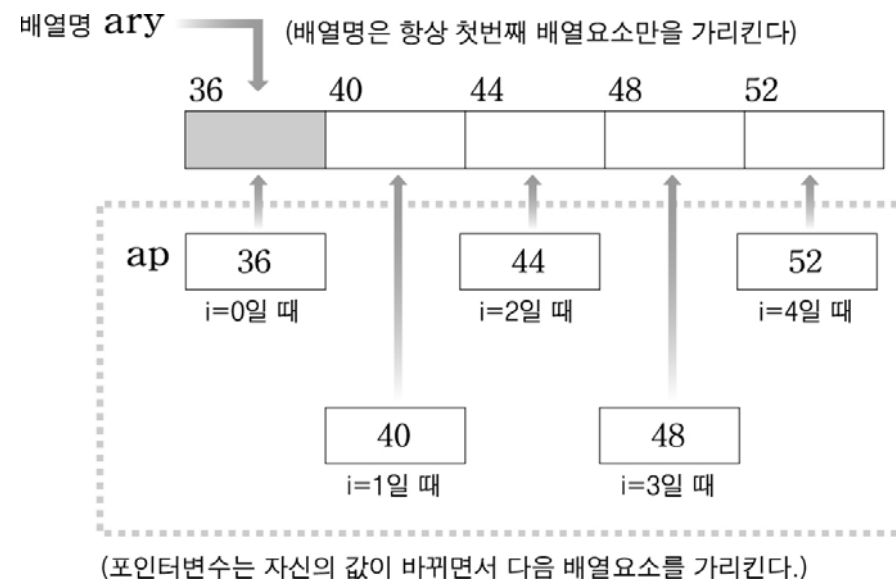 배열명 ary
(배열명은 항상 첫번째 배열요소만을 가리킨다)
36 40 44 48 52
ap 36 44 52
i=0일 때 i=2일 때 i=4일 때
40 48
i=1일 때 i=3일 때
(포인터변수는 자신의 값이 바뀌면서 다음 배열요소를 가리킨다.)